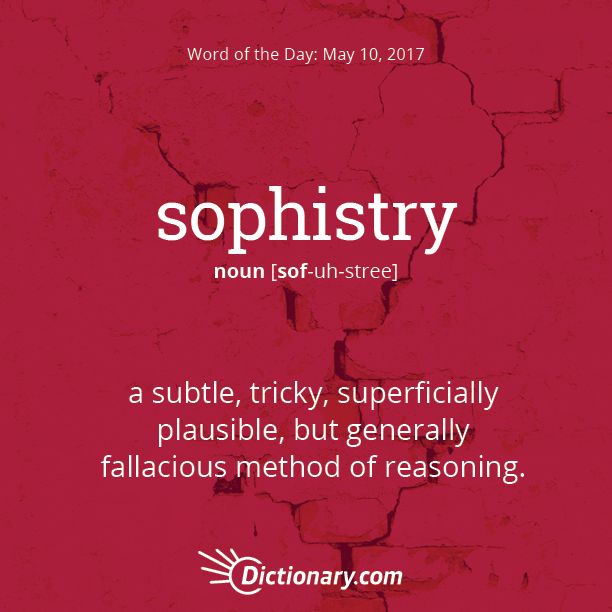 Word of the Day: May 10, 2017
sophistry
noun [sof-uh-stree]
a subtle, tricky, superficially
plausible, but generally
fallacious method of reasoning.
Dictionary.com